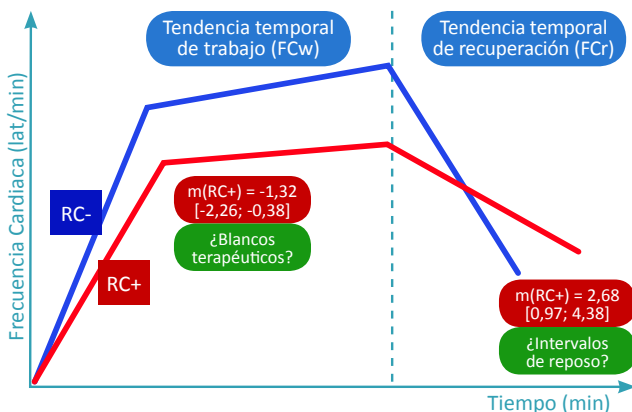 Tendencia temporal
de trabajo (FCw)
Tendencia temporal
de recuperación (FCr)
Frecuencia Cardiaca (lat/min)
RC-
RC+
m(RC+) = -1,32
[-2,26; -0,38]
¿Blancos
terapéuticos?
m(RC+) = 2,68
[0,97; 4,38]
¿Intervalos
de reposo?
Tiempo (min)